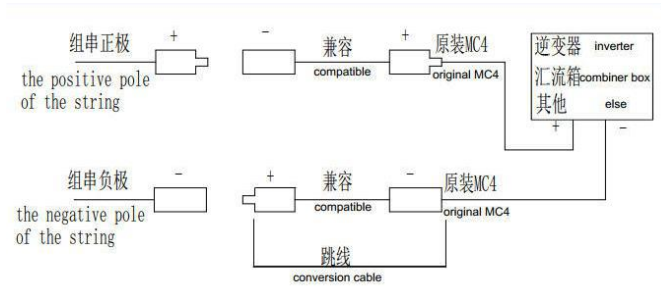 组串正极 + - 兼容 + 原装MC4
the positive pole
of the string
compatible
original MC4
逆变器 inverter
汇流箱 combiner box
其他 else
+ -
组串负极 - + 兼容 - 原装MC4
the negative pole
of the string
compatible
original MC4
跳线
conversion cable